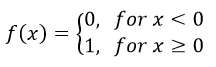 f(x) = {0, for x < 0
1, for x ≥ 0